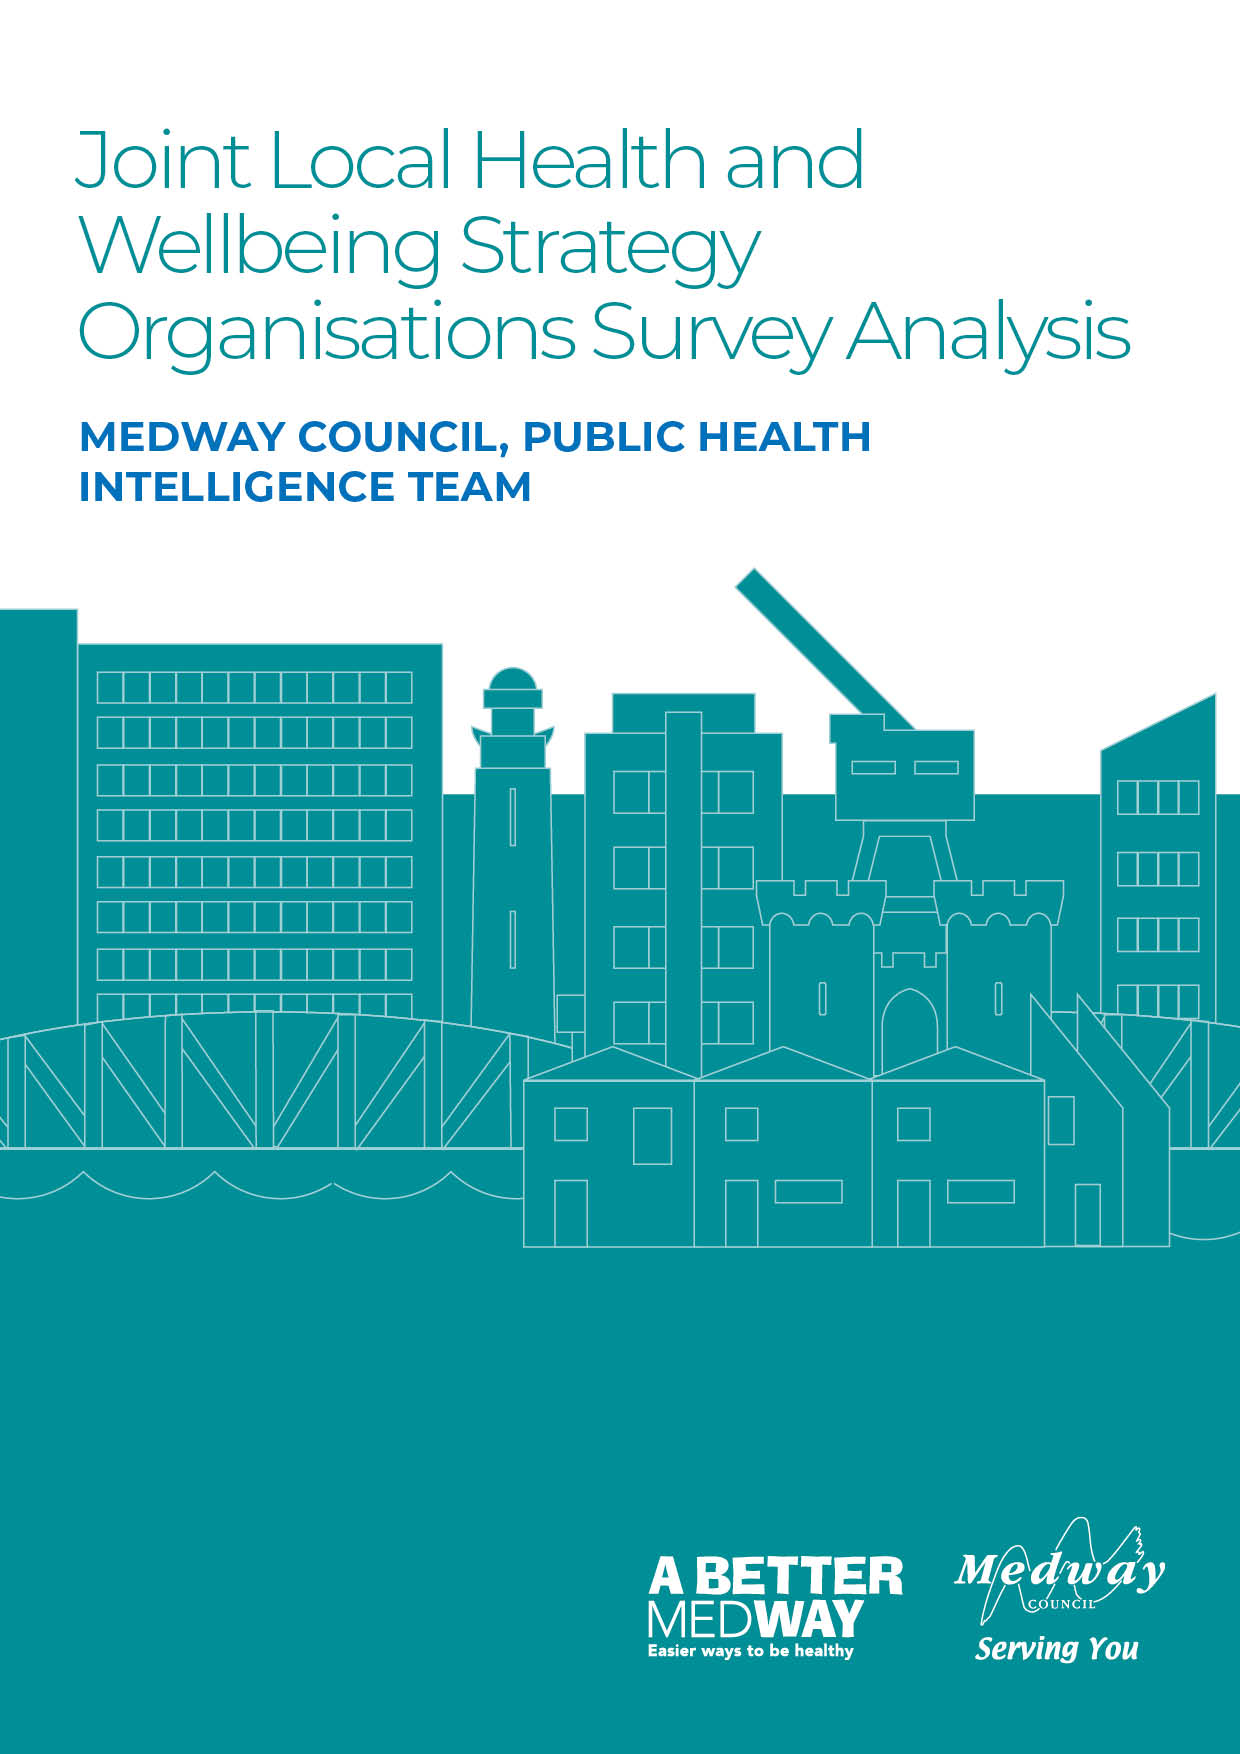 Joint Local Health and
Wellbeing Strategy
Organisations Survey Analysis
MEDWAY COUNCIL, PUBLIC HEALTH
INTELLIGENCE TEAM
A BETTER
MEDWAY
Easier ways to be healthy
Medway
COUNCIL
Serving You